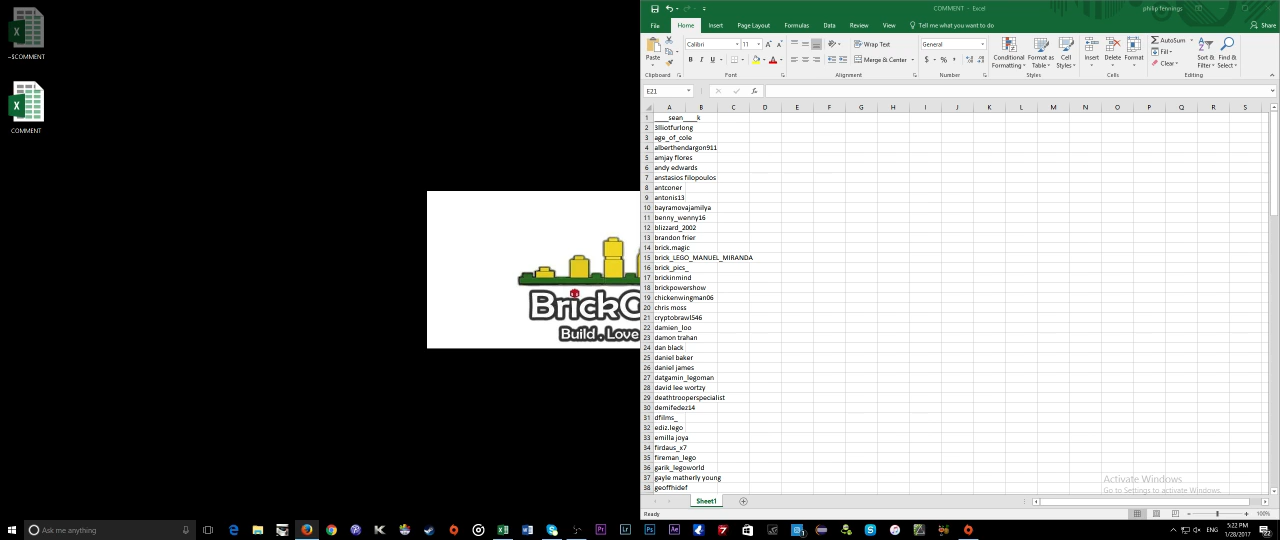 ~$COMMENT
COMMENT
BrickO
Build . Love
COMMENT - Excel
philip fennings
File Home Insert Page Layout Formulas Data Review View Tell me what you want to do Share
Paste
Calibri 11
B I U
Wrap Text
Merge & Center
General
$ % ,
Conditional Formatting
Format as Table
Cell Styles
Insert Delete Format
AutoSum
Fill
Clear
Sort & Filter
Find & Select
Clipboard Font Alignment Number Styles Cells Editing
E21 fx
A B C D E F G H I J K L M N O P Q R S
1 ____sean____k
2 3lliotfurlong
3 age_of_cole
4 alberthendargon911
5 amjay flores
6 andy edwards
7 anstasios filopoulos
8 antconer
9 antonis13
10 bayramovajamilya
11 benny_wenny16
12 blizzard_2002
13 brandon frier
14 brick.magic
15 brick_LEGO_MANUEL_MIRANDA
16 brick_pics_
17 brickinmind
18 brickpowershow
19 chickenwingman06
20 chris moss
21 cryptobrawl546
22 damien_loo
23 damon trahan
24 dan black
25 daniel baker
26 daniel james
27 datgamin_legoman
28 david lee wortzy
29 deathtrooperspecialist
30 demifedez14
31 dfilms_
32 ediz.lego
33 emilla joya
34 firdaus_x7
35 fireman_lego
36 garik_legoworld
37 gayle matherly young
38 geoffhidef
Activate Windows
Go to Settings to activate Windows.
Sheet1
Ready
100%
Ask me anything
ENG
5:22 PM
1/28/2017
22